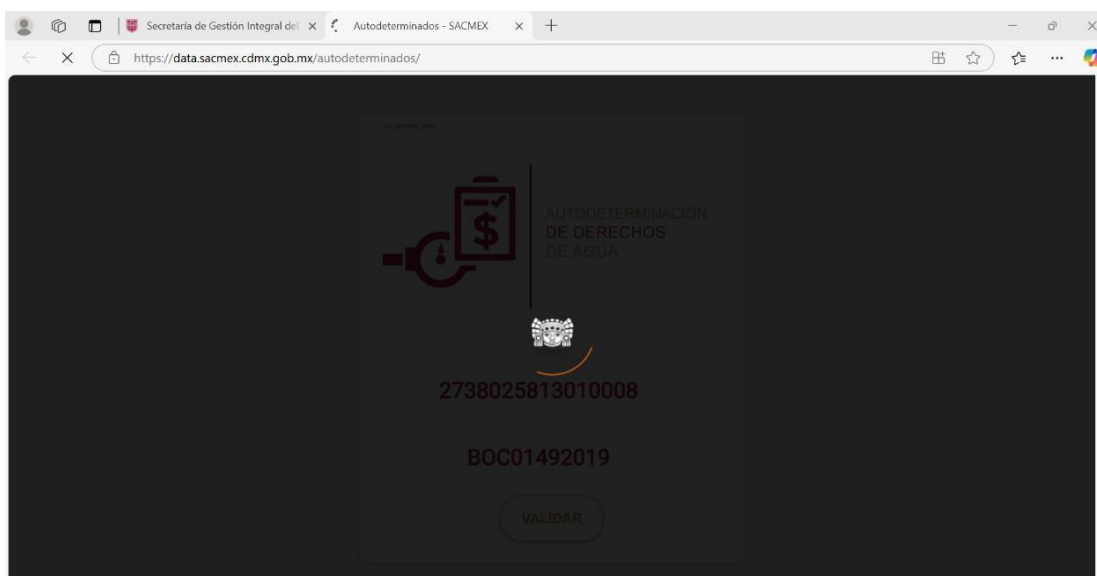 Secretaría de Gestión Integral del
Autodeterminados - SACMEX
https://data.sacmex.cdmx.gob.mx/autodeterminados/
AUTODETERMINACIÓN
DE DERECHOS
DE AGUA
$
2738025813010008
BOC01492019
VALIDAR